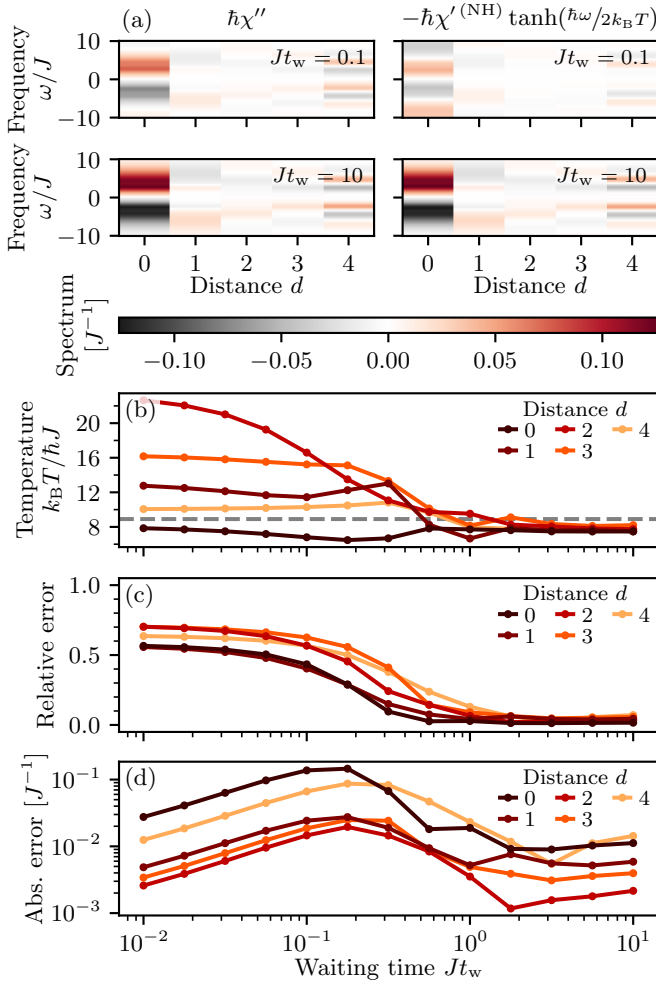 (a) ħχ′′ −ħχ′ (NH) tanh(ħω/2kBT)
Frequency ω/J
10
0
−10
Jtw = 0.1
Jtw = 0.1
Frequency ω/J
10
0
−10
Jtw = 10
Jtw = 10
0 1 2 3 4
0 1 2 3 4
Distance d
Distance d
Spectrum [J−1]
−0.10 −0.05 0.00 0.05 0.10
(b)
Temperature kBT/ħJ
22
16
12
8
Distance d
0 2 4
1 3
(c)
Relative error
1.0
0.5
0.0
Distance d
0 2 4
1 3
(d)
Abs. error [J−1]
10−1
10−2
10−3
Distance d
0 2 4
1 3
10−2 10−1 100 101
Waiting time Jtw